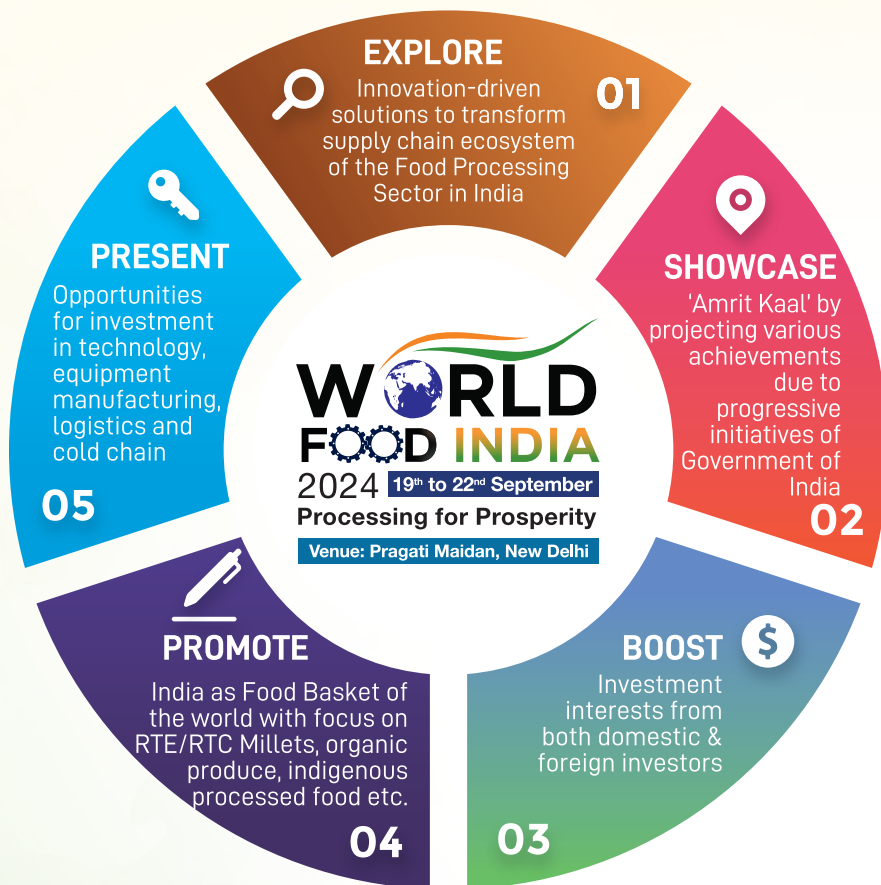 EXPLORE
Innovation-driven
solutions to transform
supply chain ecosystem
of the Food Processing
Sector in India
01
SHOWCASE
'Amrit Kaal' by
projecting various
achievements
due to
progressive
initiatives of
Government of
India
02
BOOST
$
Investment
interests from
both domestic &
foreign investors
03
PROMOTE
India as Food Basket of
the world with focus on
RTE/RTC Millets, organic
produce, indigenous
processed food etc.
04
PRESENT
Opportunities
for investment
in technology,
equipment
manufacturing,
logistics and
cold chain
05
WORLD
FOOD INDIA
2024 19th to 22nd September
Processing for Prosperity
Venue: Pragati Maidan, New Delhi